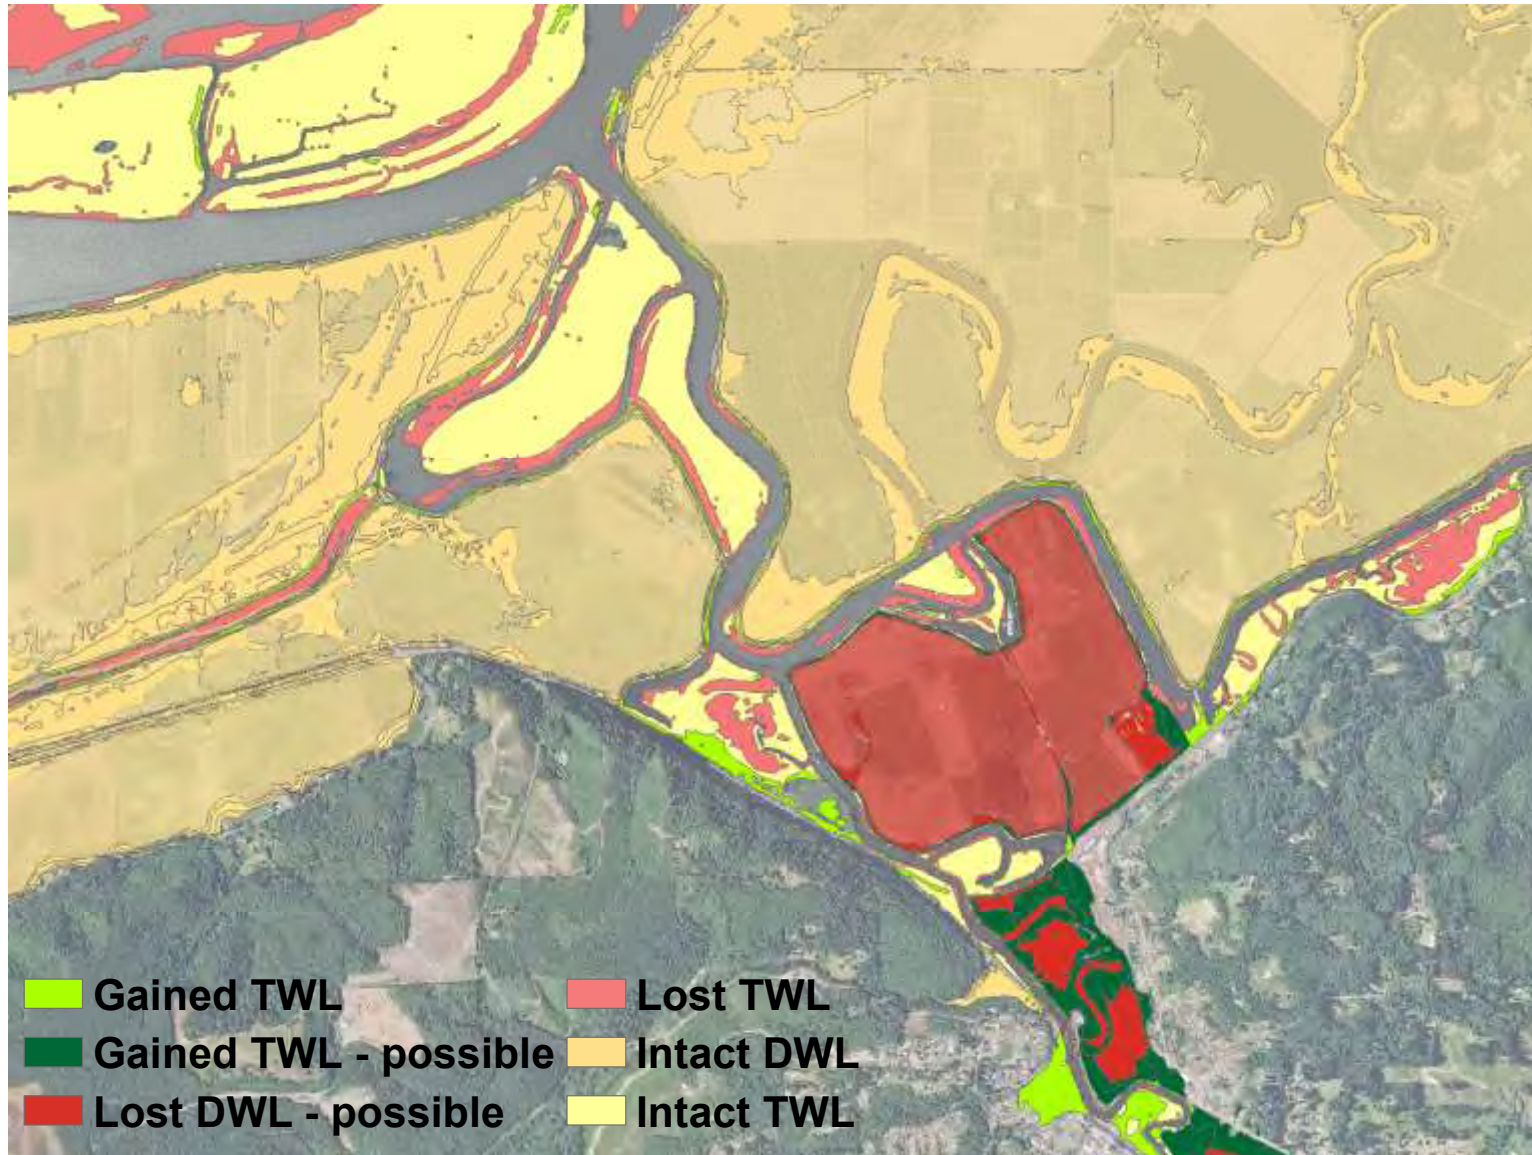 Gained TWL
Gained TWL - possible
Lost DWL - possible
Lost TWL
Intact DWL
Intact TWL